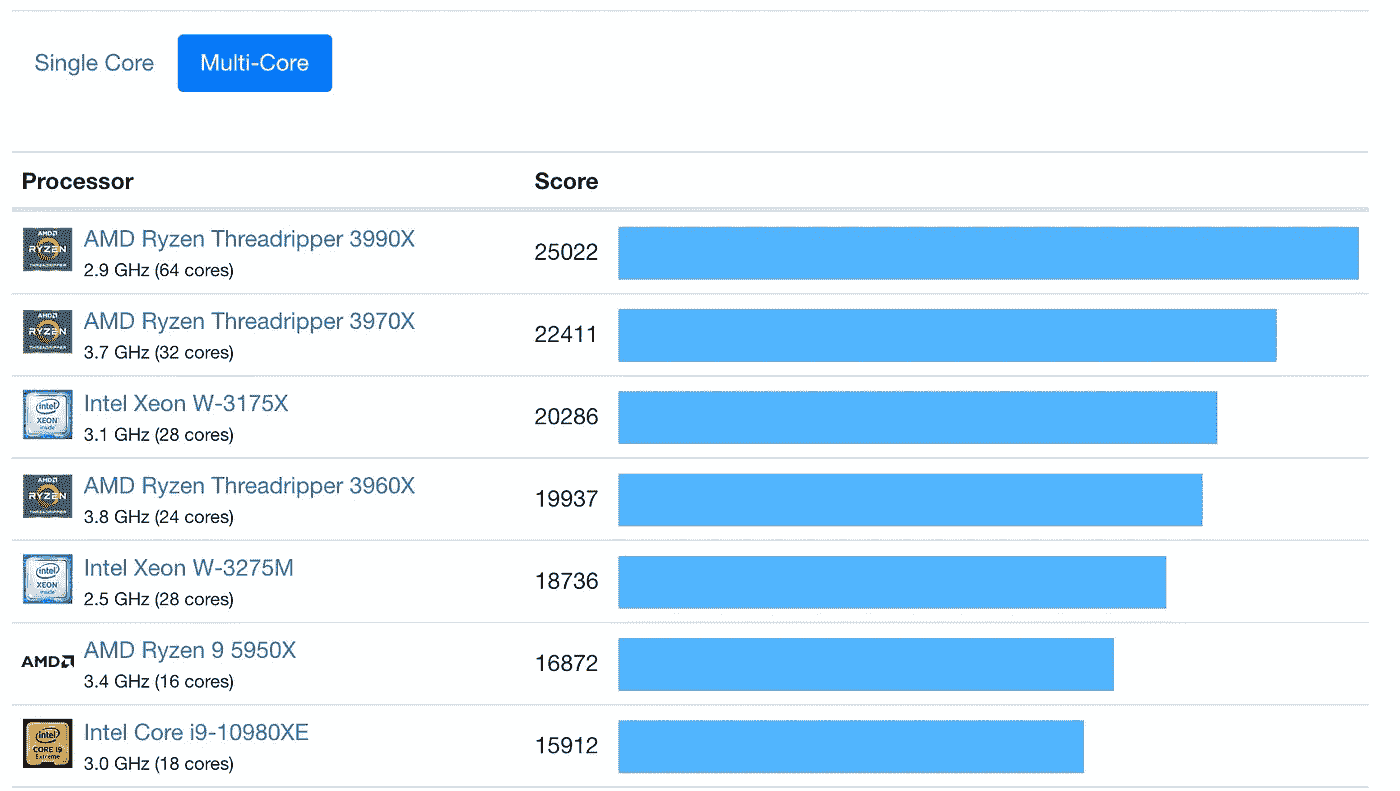 Single Core Multi-Core
Processor Score
AMD RYZEN THREADRIPPER AMD Ryzen Threadripper 3990X
2.9 GHz (64 cores)
25022
AMD RYZEN THREADRIPPER AMD Ryzen Threadripper 3970X
3.7 GHz (32 cores)
22411
intel XEON inside Intel Xeon W-3175X
3.1 GHz (28 cores)
20286
AMD RYZEN THREADRIPPER AMD Ryzen Threadripper 3960X
3.8 GHz (24 cores)
19937
intel XEON inside Intel Xeon W-3275M
2.5 GHz (28 cores)
18736
AMD AMD Ryzen 9 5950X
3.4 GHz (16 cores)
16872
intel CORE i9 Extreme Intel Core i9-10980XE
3.0 GHz (18 cores)
15912